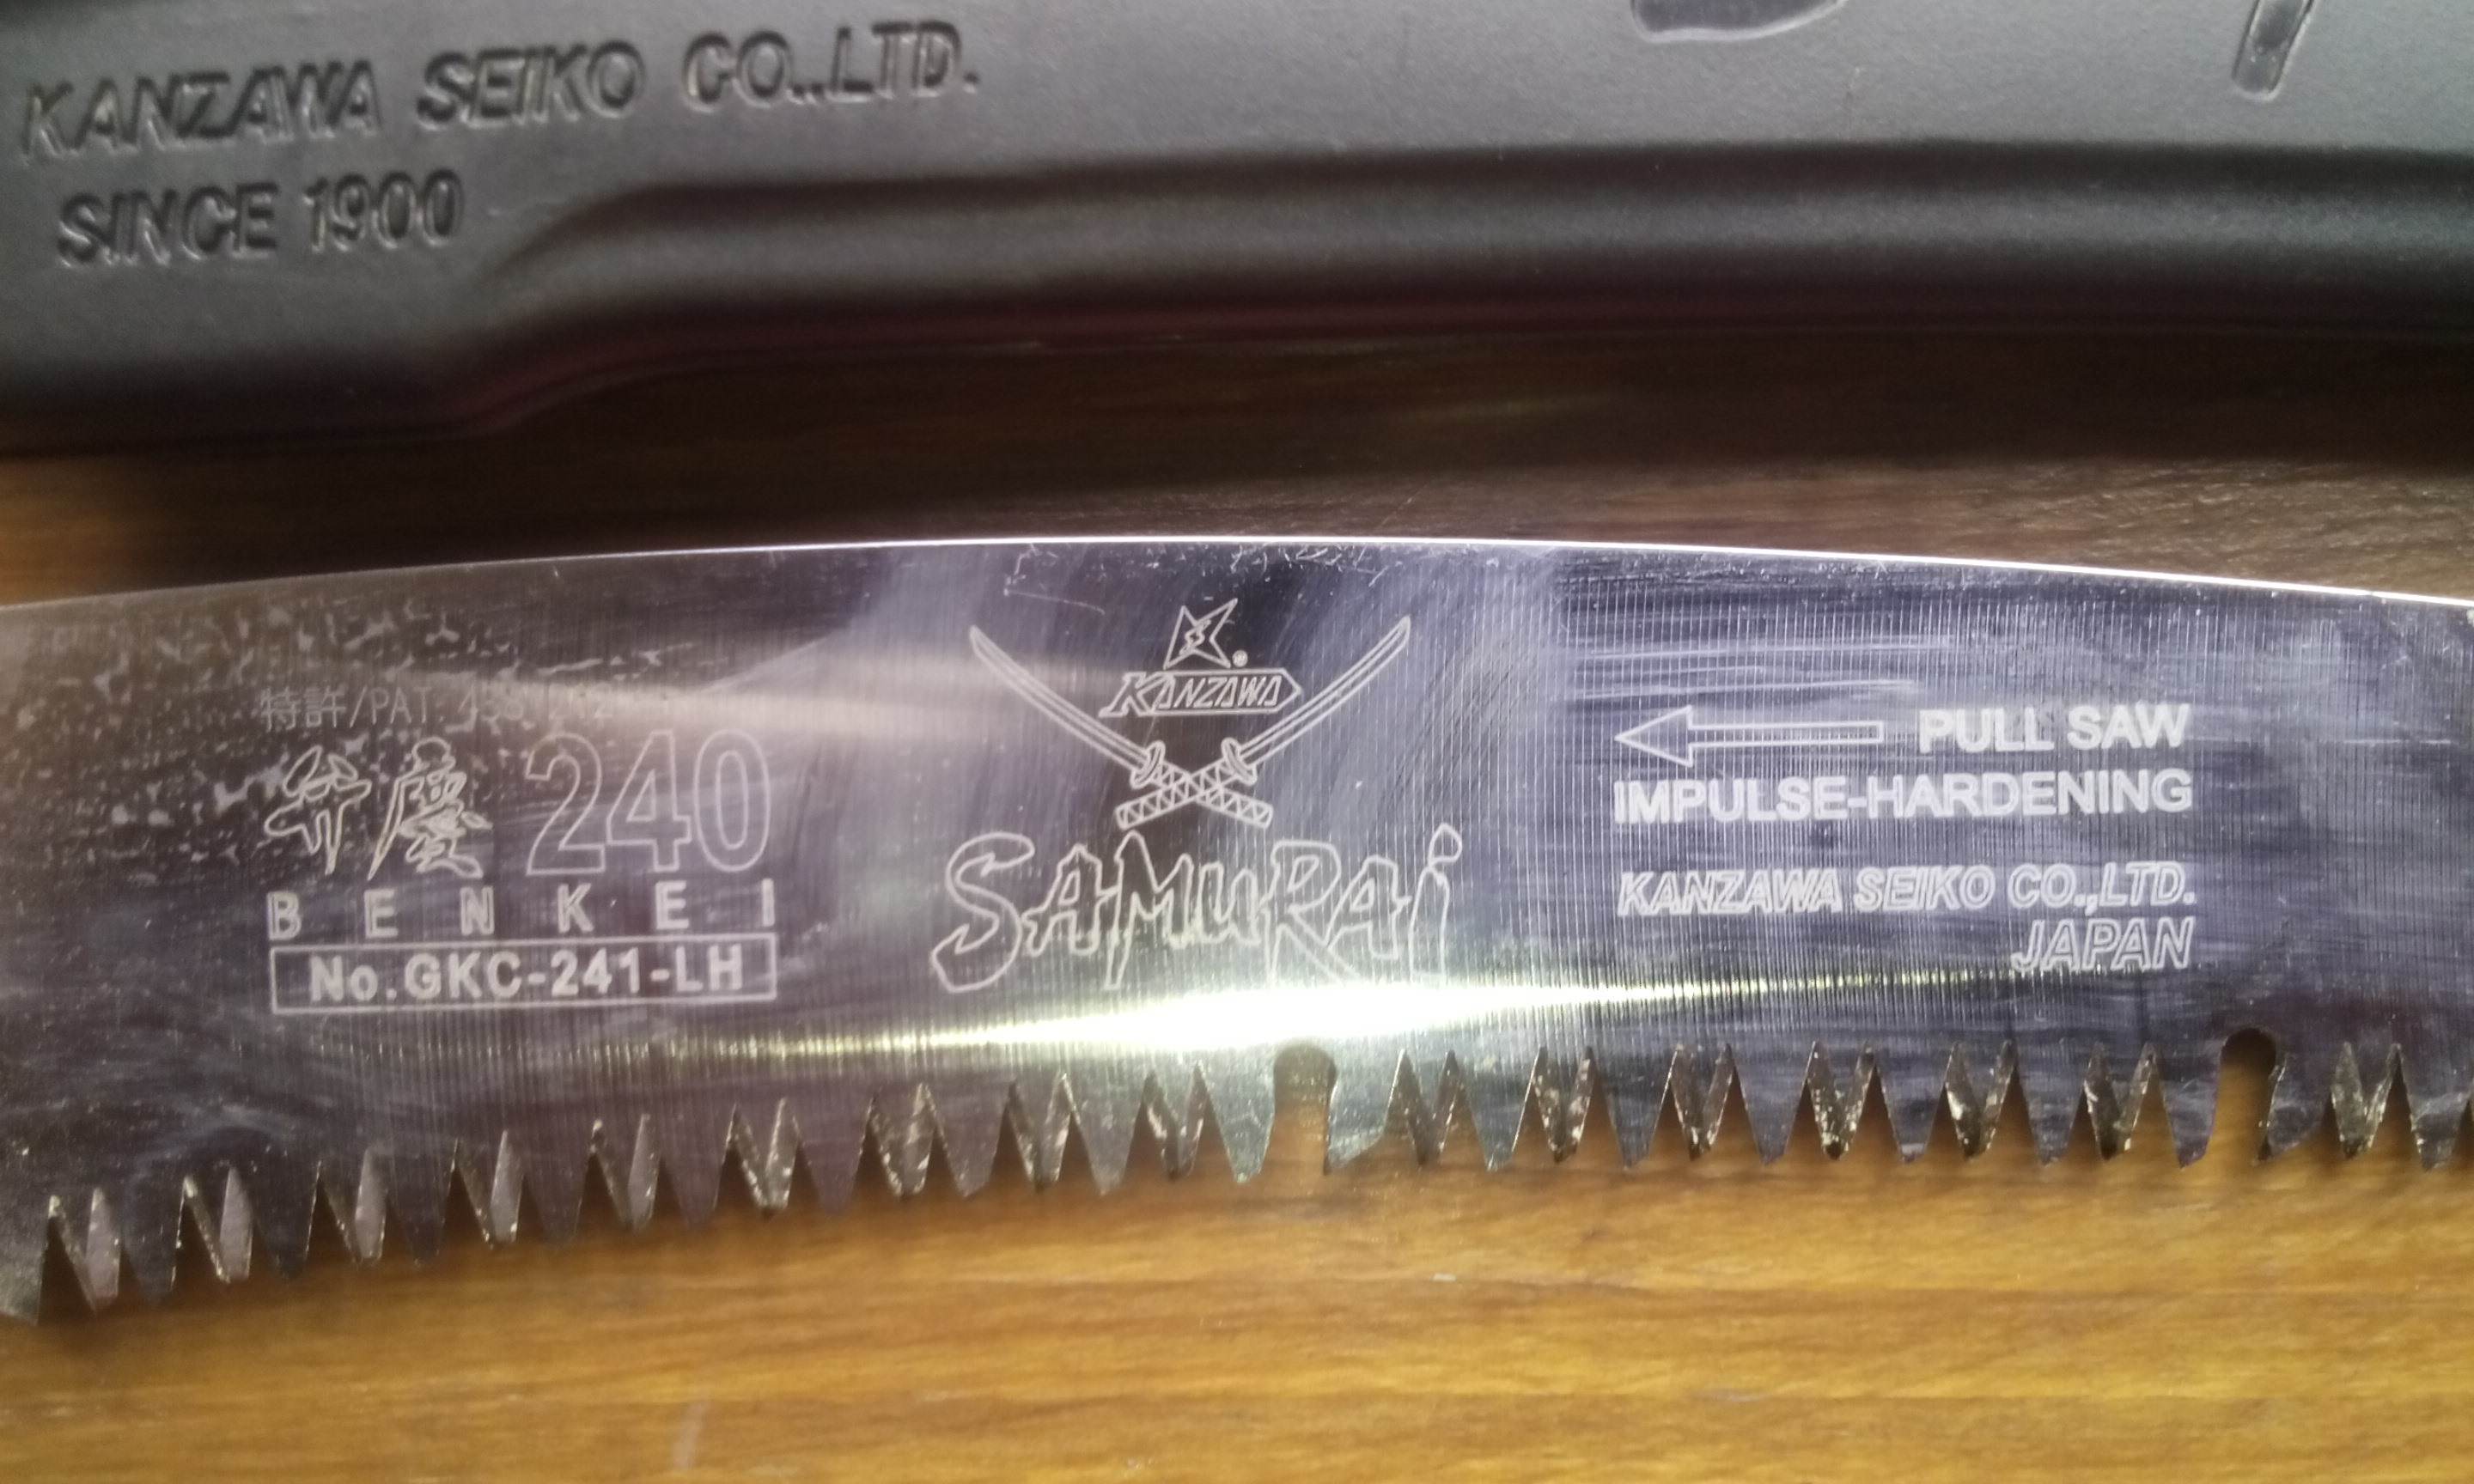 KANZAWA SEIKO CO.,LTD.
SINCE 1900
特許/PAT.
弁慶 240
BENKEI
No.GKC-241-LH
KANZAWA
SAMURAI
PULL SAW
IMPULSE-HARDENING
KANZAWA SEIKO CO.,LTD.
JAPAN